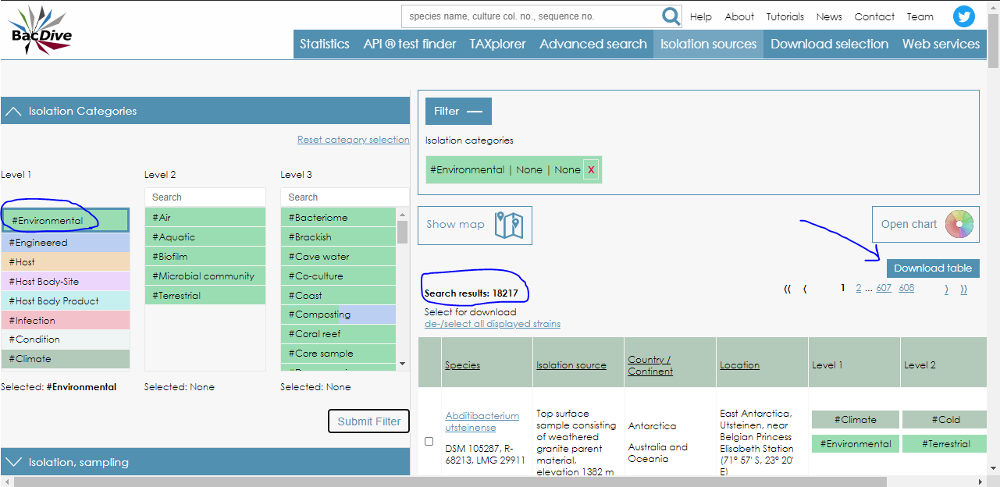 BacDive
species name, culture col. no., sequence no.
Help About Tutorials News Contact Team
Statistics API ® test finder TAXplorer Advanced search Isolation sources Download selection Web services
Isolation Categories
Reset category selection
Level 1 Level 2 Level 3
Search Search
#Environmental
#Engineered
#Host
#Host Body-Site
#Host Body Product
#Infection
#Condition
#Climate
#Air
#Aquatic
#Biofilm
#Microbial community
#Terrestrial
#Bacteriome
#Brackish
#Cave water
#Co-culture
#Coast
#Composting
#Coral reef
#Core sample
Selected: #Environmental Selected: None Selected: None
Submit Filter
Isolation, sampling
Filter —
Isolation categories
#Environmental | None | None X
Show map
Open chart
Download table
Search results: 18217
⟨⟨ ⟨ 1 2 ... 607 608 ⟩ ⟩⟩
Select for download
de-/select all displayed strains
Species Isolation source Country / Continent Location Level 1 Level 2
Abditibacterium
utsteinense
DSM 105287, R-
68213, LMG 29911
Top surface
sample consisting
of weathered
granite parent
material,
elevation 1382 m
Antarctica
Australia and
Oceania
East Antarctica,
Utsteinen, near
Belgian Princess
Elisabeth Station
(71° 57' S, 23° 20'
E)
#Climate #Cold
#Environmental #Terrestrial